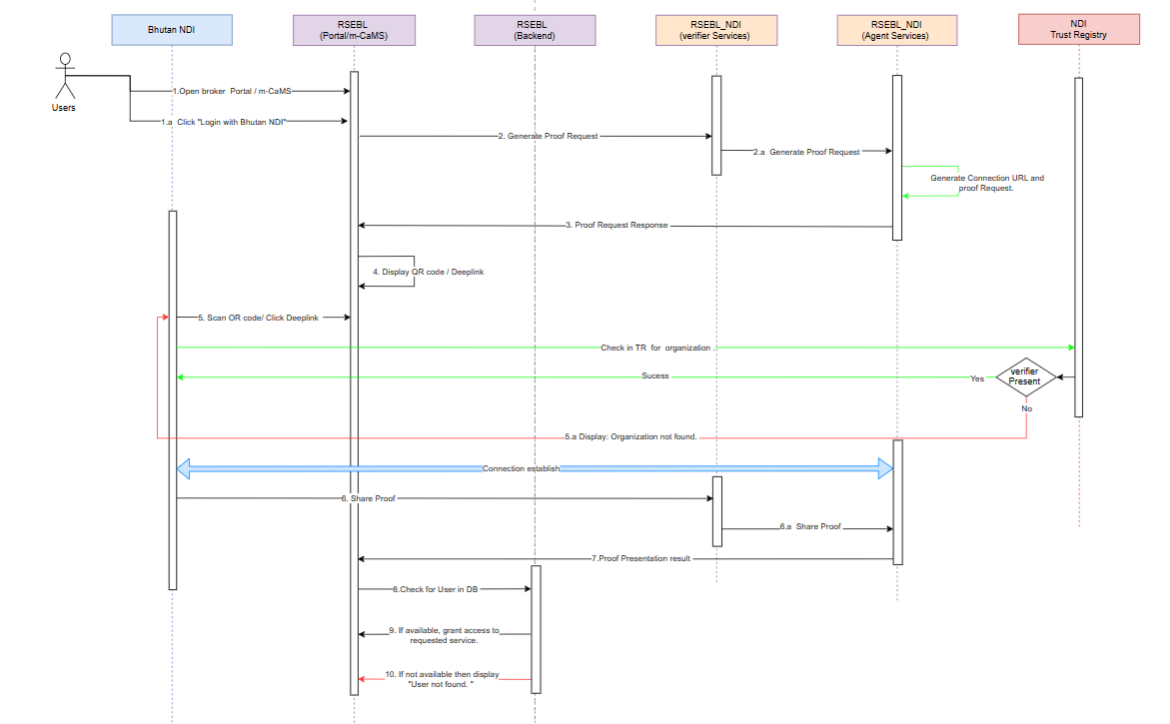 Bhutan NDI
RSEBL
(Portal/m-CaMS)
RSEBL
(Backend)
RSEBL_NDI
(verifier Services)
RSEBL_NDI
(Agent Services)
NDI
Trust Registry
Users
1.Open broker Portal / m-CaMS
1.a Click "Login with Bhutan NDI"
2. Generate Proof Request
2.a Generate Proof Request
Generate Connection URL and
proof Request.
3. Proof Request Response
4. Display QR code / Deeplink
5. Scan QR code/ Click Deeplink
Check in TR for organization .
verifier
Present
Sucess
Yes
No
5.a Display: Organization not found.
Connection establish
6. Share Proof
6.a Share Proof
7.Proof Presentation result
8.Check for User in DB
9. If available, grant access to
requested service.
10. If not available then display
"User not found. "